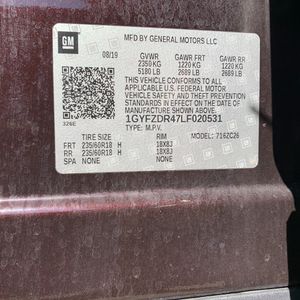 GM
MFD BY GENERAL MOTORS LLC
08/19 GVWR GAWR FRT GAWR RR
2350 KG 1220 KG 1220 KG
5180 LB 2689 LB 2689 LB
THIS VEHICLE CONFORMS TO ALL
APPLICABLE U.S. FEDERAL MOTOR
VEHICLE SAFETY AND THEFT PREVENTION
STANDARDS IN EFFECT ON THE DATE OF
MANUFACTURE SHOWN ABOVE.
1GYFZDR47LF020531
TYPE: M.P.V. MODEL: 716ZC26
326E
TIRE SIZE RIM
FRT 235/60R18 H 18X8J
RR 235/60R18 H 18X8J
SPA NONE NONE